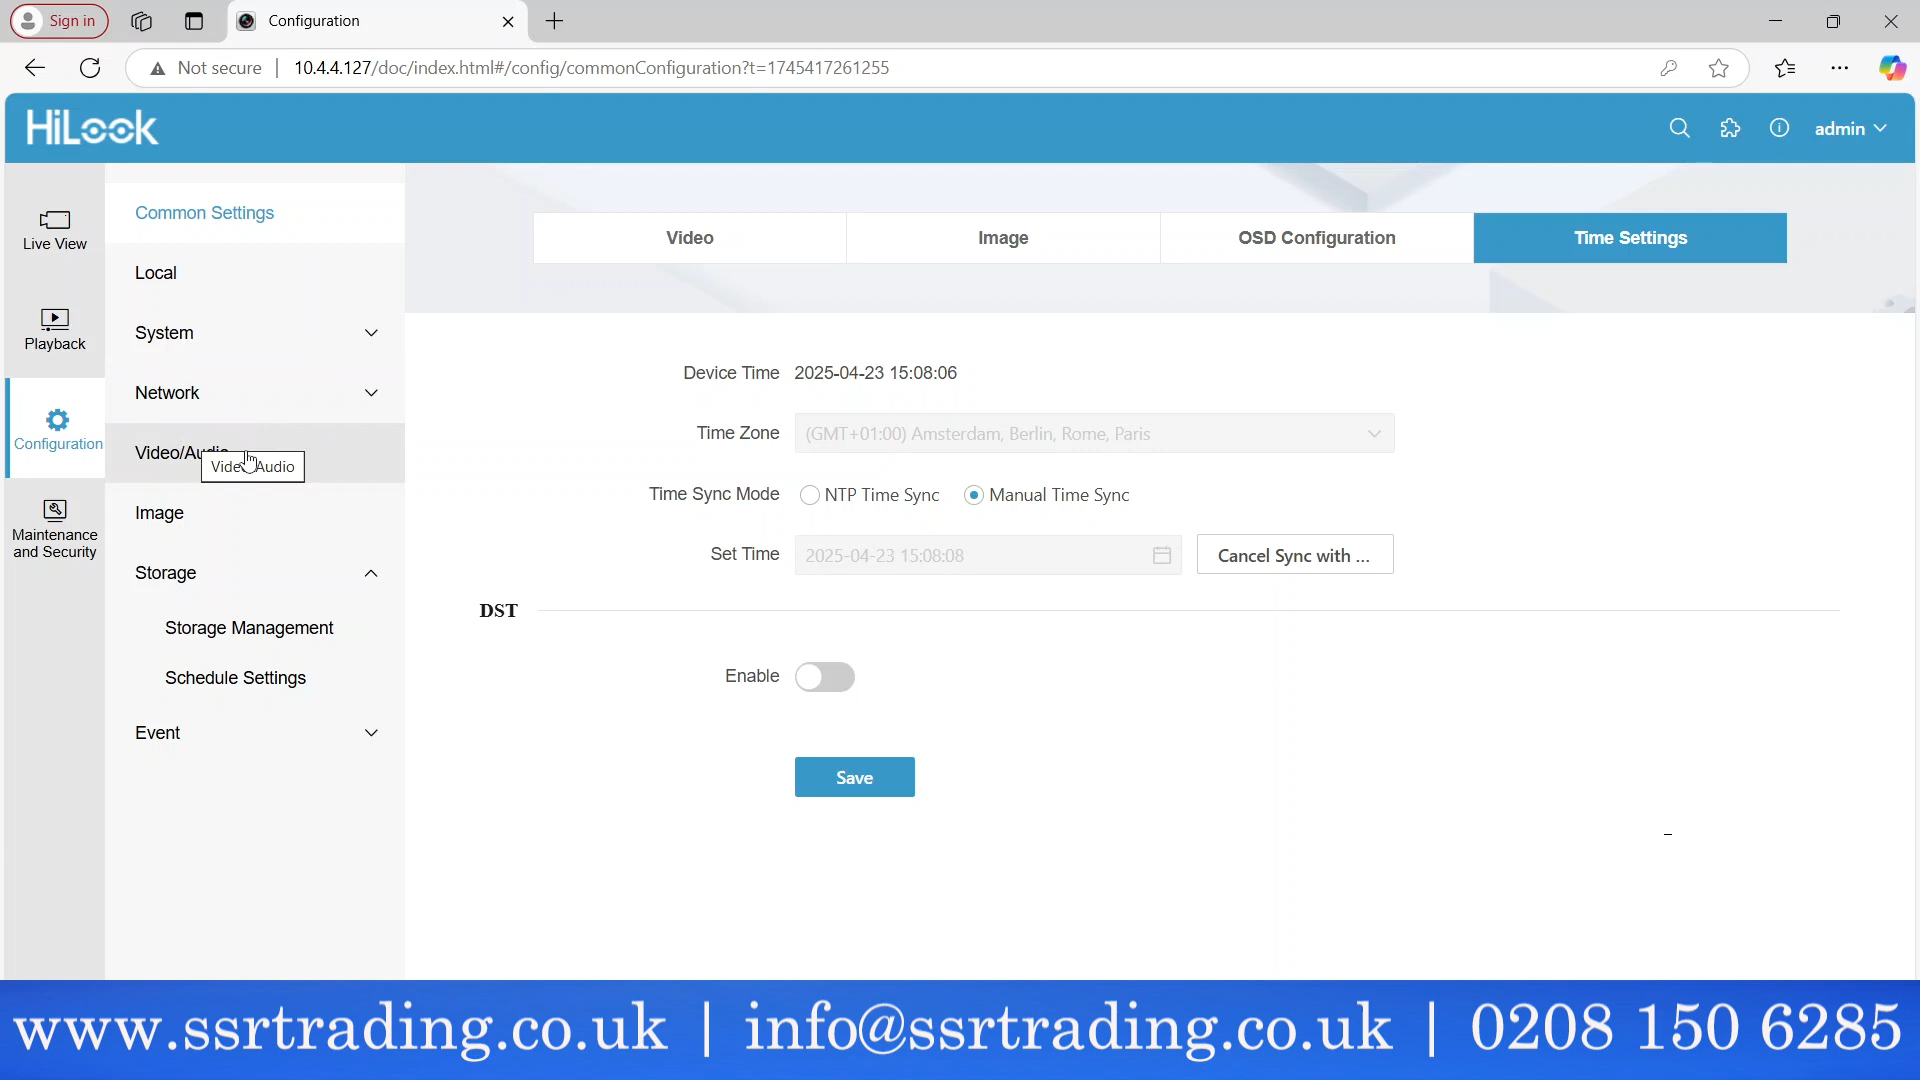 Sign in
Configuration
Not secure
10.4.4.127/doc/index.html#/config/commonConfiguration?t=1745417261255
HiLook
admin
Live View
Playback
Configuration
Maintenance
and Security
Common Settings
Local
System
Network
Video/Audio
Video/Audio
Image
Storage
Storage Management
Schedule Settings
Event
Video
Image
OSD Configuration
Time Settings
Device Time 2025-04-23 15:08:06
Time Zone (GMT+01:00) Amsterdam, Berlin, Rome, Paris
Time Sync Mode NTP Time Sync Manual Time Sync
Set Time 2025-04-23 15:08:08 Cancel Sync with ...
DST
Enable
Save
www.ssrtrading.co.uk | info@ssrtrading.co.uk | 0208 150 6285